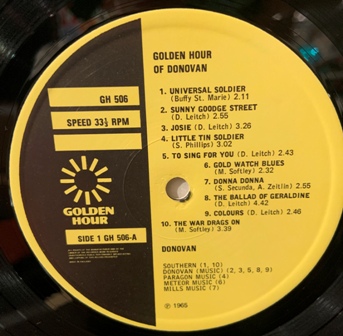 GOLDEN HOUR
OF DONOVAN
GH 506
SPEED 33⅓ RPM
GOLDEN
HOUR
SIDE 1 GH 506-A
1. UNIVERSAL SOLDIER
(Buffy St. Marie) 2.11
2. SUNNY GOODGE STREET
(D. Leitch) 2.55
3. JOSIE (D. Leitch) 3.26
4. LITTLE TIN SOLDIER
(S. Phillips) 3.02
5. TO SING FOR YOU (D. Leitch) 2.43
6. GOLD WATCH BLUES
(M. Softley) 2.32
7. DONNA DONNA
(S. Secunda, A. Zeitlin) 2.55
8. THE BALLAD OF GERALDINE
(D. Leitch) 4.42
9. COLOURS (D. Leitch) 2.46
10. THE WAR DRAGS ON
(M. Softley) 3.39
DONOVAN
SOUTHERN (1, 10)
DONOVAN (MUSIC) (2, 3, 5, 8, 9)
PARAGON MUSIC (4)
METEOR MUSIC (6)
MILLS MUSIC (7)
℗ 1965